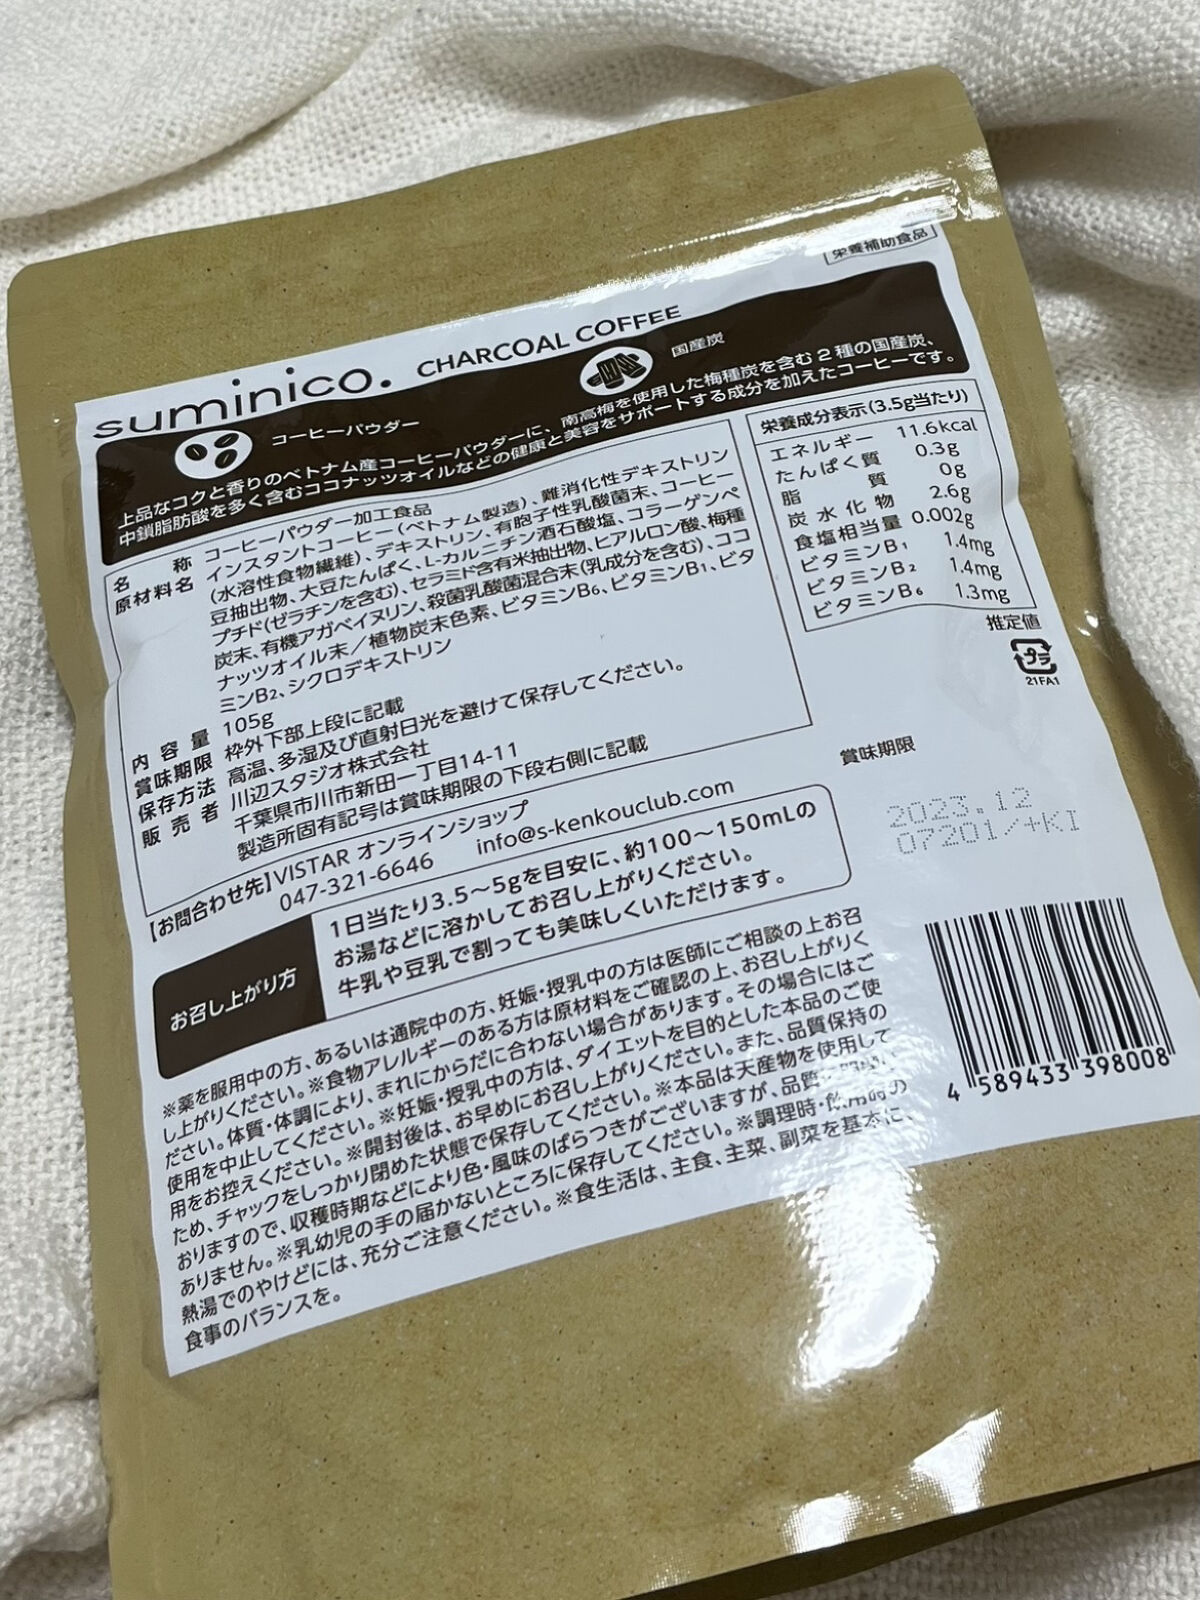 栄養補助食品
suminico. CHARCOAL COFFEE
コーヒーパウダー
国産炭
上品なコクと香りのベトナム産コーヒーパウダーに、南高梅を使用した梅種炭を含む2種の国産炭、
中鎖脂肪酸を多く含むココナッツオイルなどの健康と美容をサポートする成分を加えたコーヒーです。
名称 コーヒーパウダー加工食品
原材料名 インスタントコーヒー(ベトナム製造)、難消化性デキストリン
(水溶性食物繊維)、デキストリン、有胞子性乳酸菌末、コーヒー
豆抽出物、大豆たんぱく、L-カルニチン酒石酸塩、コラーゲンペ
プチド(ゼラチンを含む)、セラミド含有米抽出物、ヒアルロン酸、梅種
炭末、有機アガベイヌリン、殺菌乳酸菌混合末(乳成分を含む)、ココ
ナッツオイル末／植物炭末色素、ビタミンB6、ビタミンB1、ビタ
ミンB2、シクロデキストリン
内容量 105g
賞味期限 枠外下部上段に記載
保存方法 高温、多湿及び直射日光を避けて保存してください。
販売者 川辺スタジオ株式会社
千葉県市川市新田一丁目14-11
製造所固有記号は賞味期限の下段右側に記載
【お問合わせ先】VISTAR オンラインショップ
047-321-6646 info@s-kenkouclub.com
栄養成分表示(3.5g当たり)
エネルギー 11.6kcal
たんぱく質 0.3g
脂質 0g
炭水化物 2.6g
食塩相当量 0.002g
ビタミンB1 1.4mg
ビタミンB2 1.4mg
ビタミンB6 1.3mg
推定値
プラ
21FA1
賞味期限
2023.12
07201/+KI
お召し上がり方
1日当たり3.5～5gを目安に、約100～150mLの
お湯などに溶かしてお召し上がりください。
牛乳や豆乳で割っても美味しくいただけます。
※薬を服用中の方、あるいは通院中の方、妊娠・授乳中の方は医師にご相談の上お召
し上がりください。※食物アレルギーのある方は原材料をご確認の上、お召し上がりく
ださい。体質・体調により、まれにからだに合わない場合があります。その場合にはご
使用を中止してください。※妊娠・授乳中の方は、ダイエットを目的とした本品のご使
用をお控えください。※開封後は、お早めにお召し上がりください。また、品質保持の
ため、チャックをしっかり閉めた状態で保存してください。※本品は天産物を使用して
おりますので、収穫時期などにより色・風味のばらつきがございますが、品質に問題は
ありません。※乳幼児の手の届かないところに保存してください。※調理時・飲用時の
熱湯でのやけどには、充分ご注意ください。※食生活は、主食、主菜、副菜を基本に、
食事のバランスを。
4 589433 398008